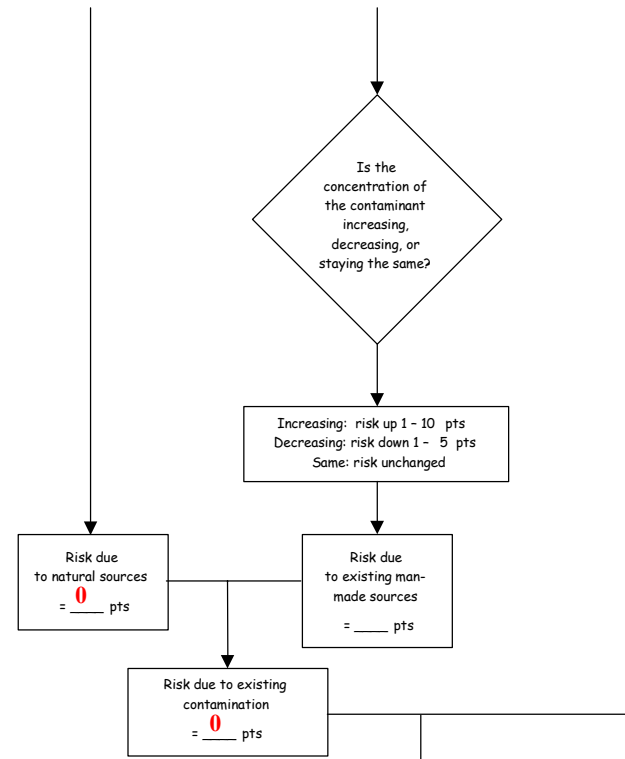 Is the
concentration of
the contaminant
increasing,
decreasing, or
staying the same?
Increasing: risk up 1 – 10 pts
Decreasing: risk down 1 – 5 pts
Same: risk unchanged
Risk due
to natural sources
= 0 pts
Risk due
to existing man-
made sources
= ____ pts
Risk due to existing
contamination
= 0 pts